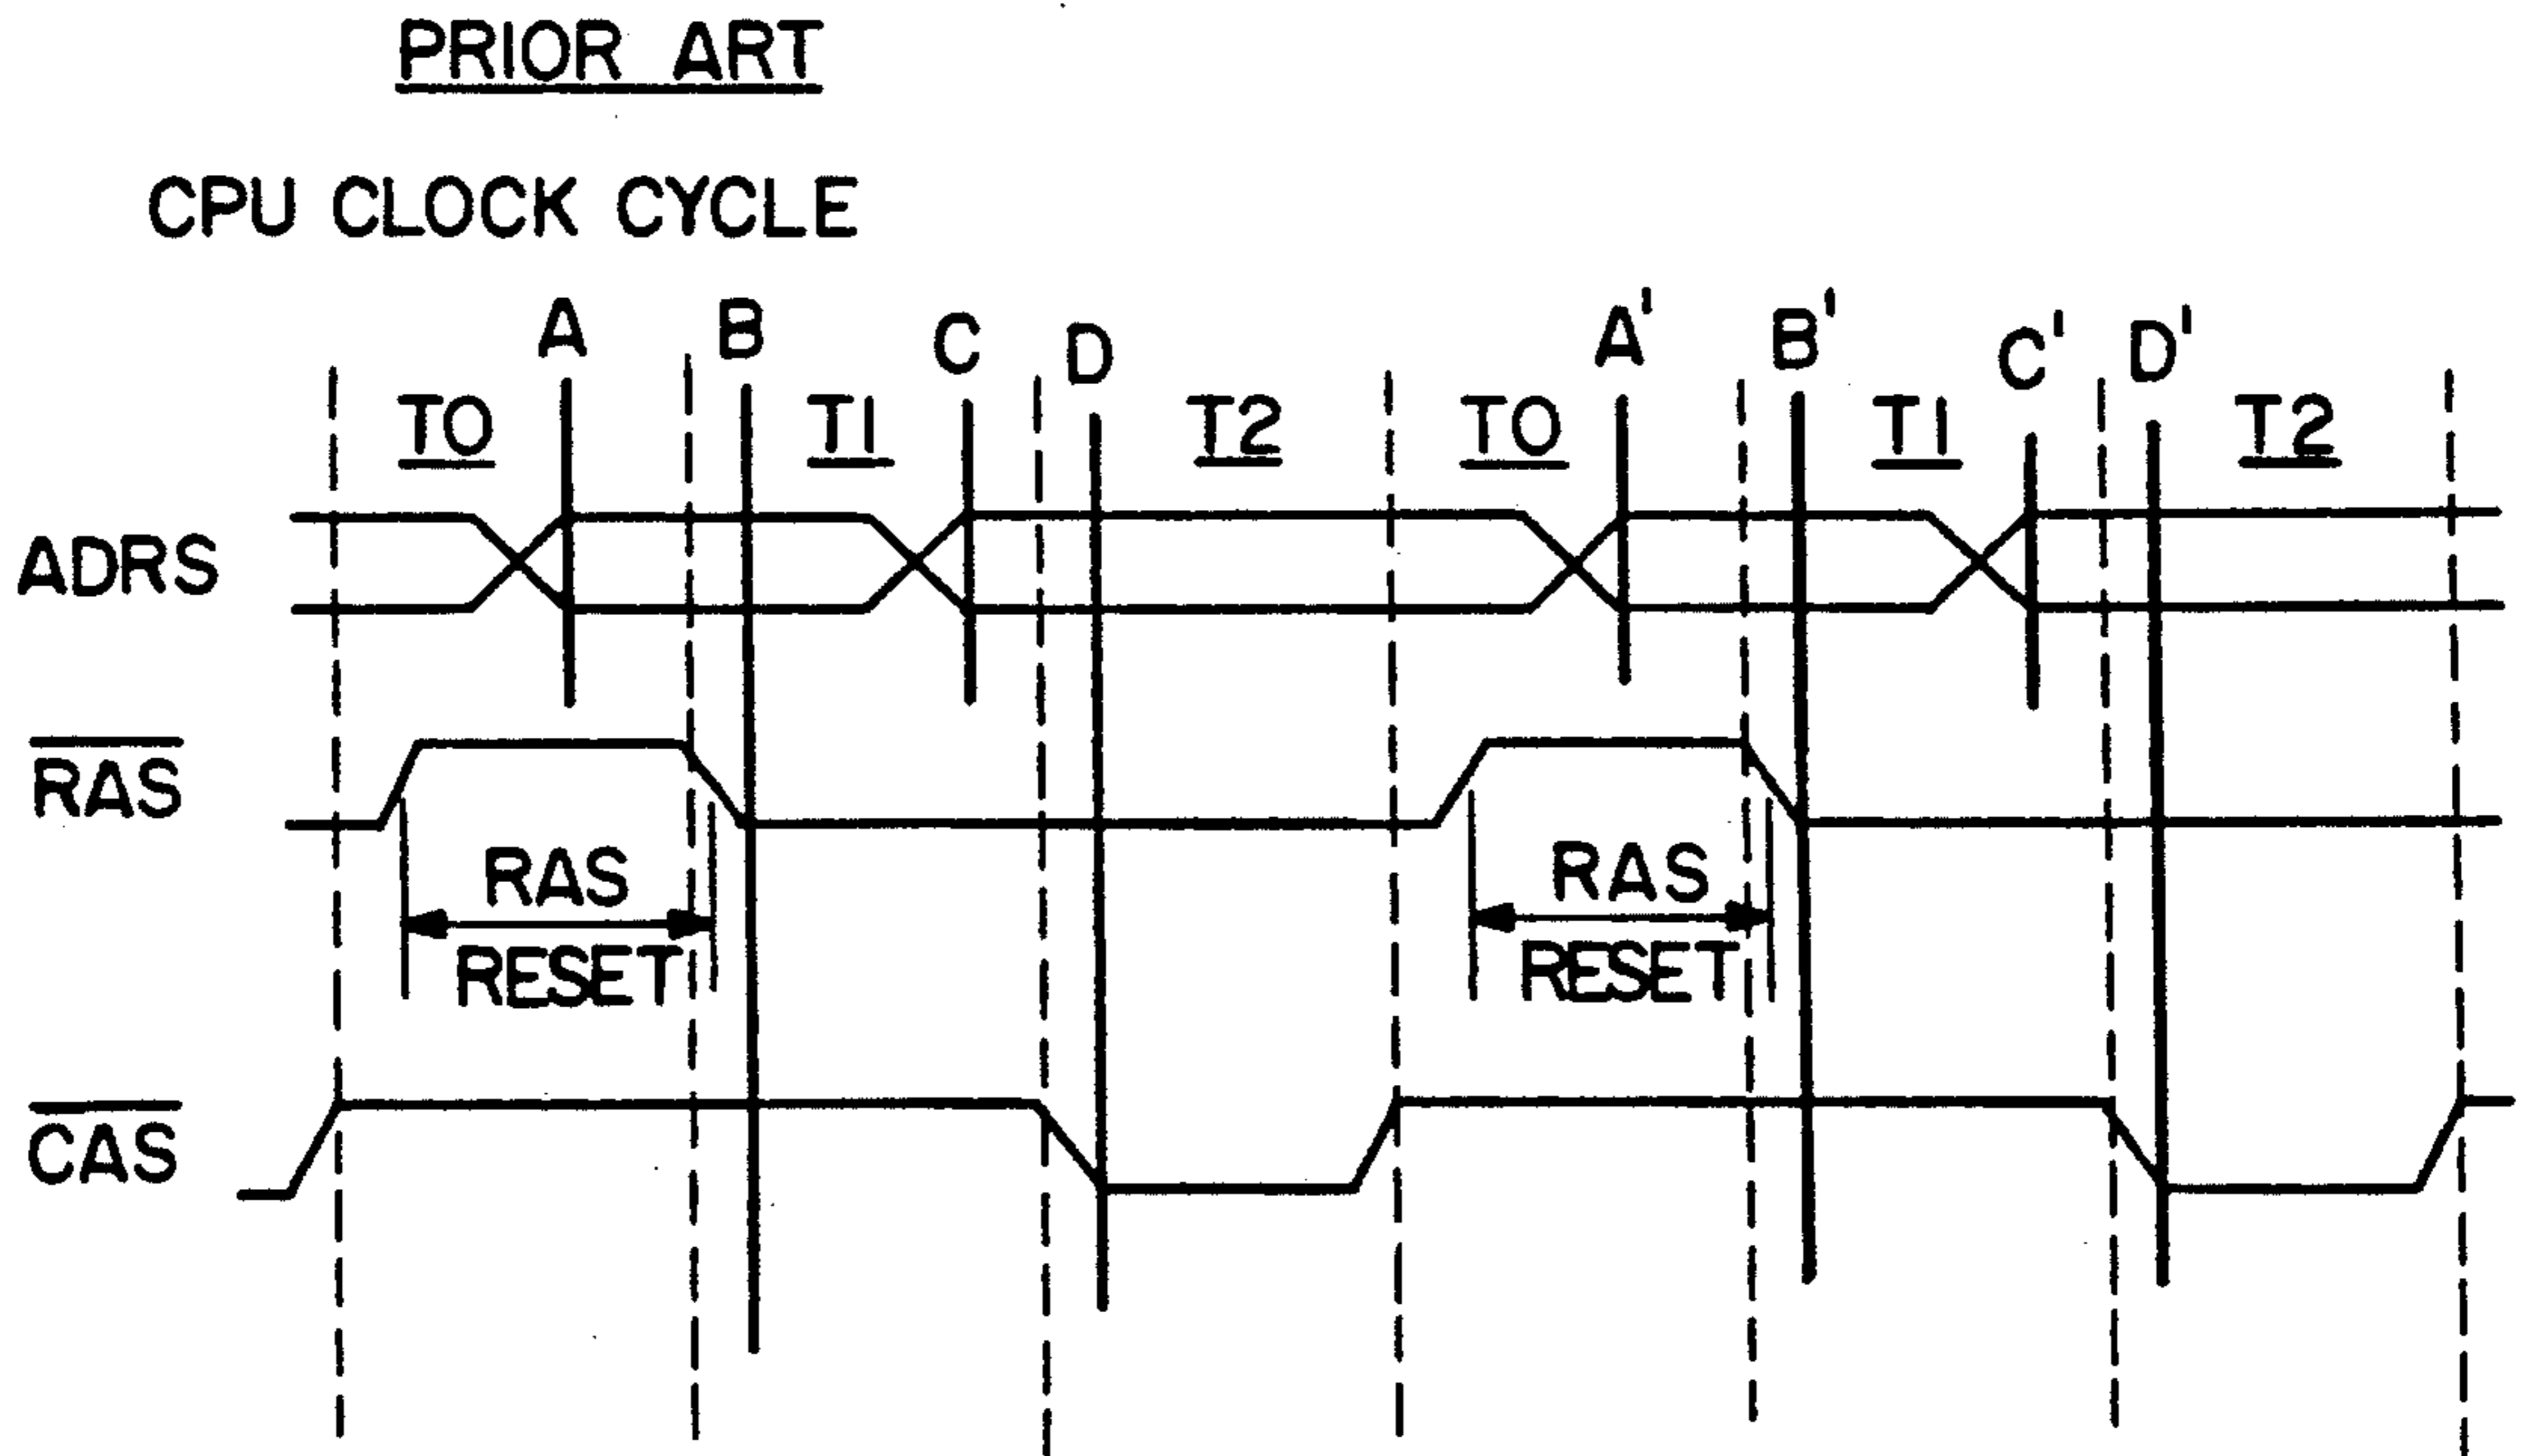 PRIOR ART
CPU CLOCK CYCLE
A B C D A' B' C' D'
T0 T1 T2 T0 T1 T2
ADRS
RAS
RAS RAS
RESET RESET
CAS